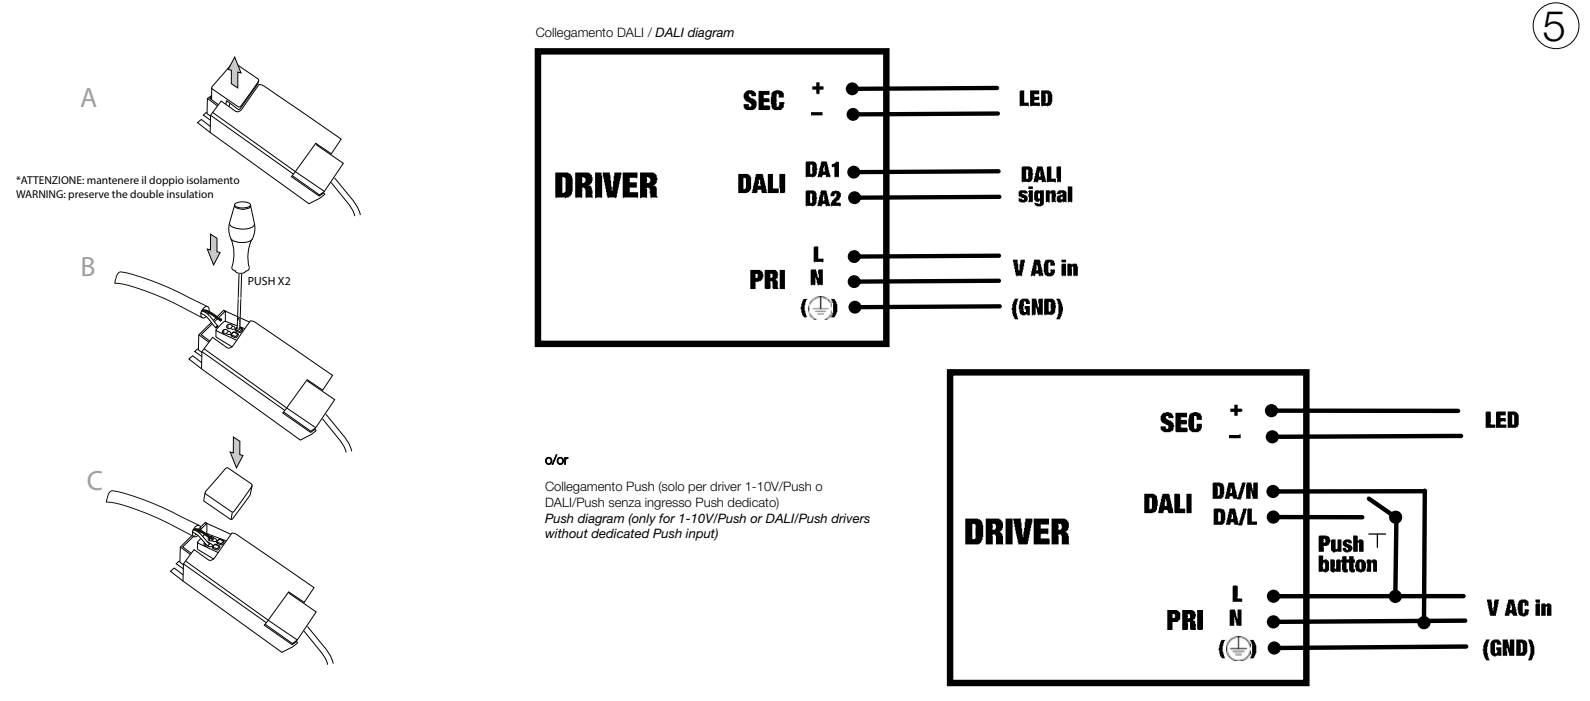 5
A
*ATTENZIONE: mantenere il doppio isolamento
WARNING: preserve the double insulation
B
PUSH X2
C
Collegamento DALI / DALI diagram
DRIVER
SEC
+
−
LED
DALI
DA1
DA2
DALI
signal
PRI
L
N
( )
V AC in
(GND)
o/or
Collegamento Push (solo per driver 1-10V/Push o
DALI/Push senza ingresso Push dedicato)
Push diagram (only for 1-10V/Push or DALI/Push drivers
without dedicated Push input)
DRIVER
SEC
+
−
LED
DALI
DA/N
DA/L
Push
button
PRI
L
N
( )
V AC in
(GND)